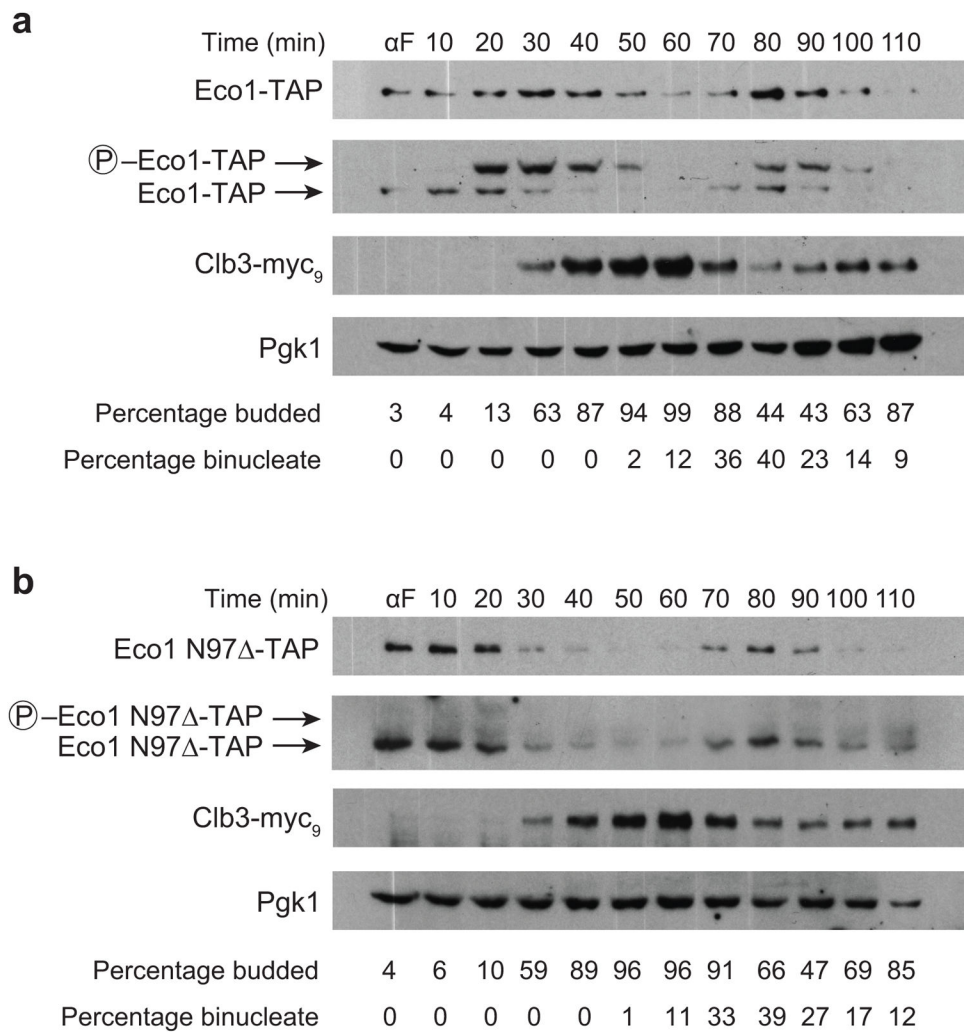 a
Time (min) αF 10 20 30 40 50 60 70 80 90 100 110
Eco1-TAP
Ⓟ–Eco1-TAP
Eco1-TAP
Clb3-myc₉
Pgk1
Percentage budded 3 4 13 63 87 94 99 88 44 43 63 87
Percentage binucleate 0 0 0 0 0 2 12 36 40 23 14 9
b
Time (min) αF 10 20 30 40 50 60 70 80 90 100 110
Eco1 N97Δ-TAP
Ⓟ–Eco1 N97Δ-TAP
Eco1 N97Δ-TAP
Clb3-myc₉
Pgk1
Percentage budded 4 6 10 59 89 96 96 91 66 47 69 85
Percentage binucleate 0 0 0 0 0 1 11 33 39 27 17 12